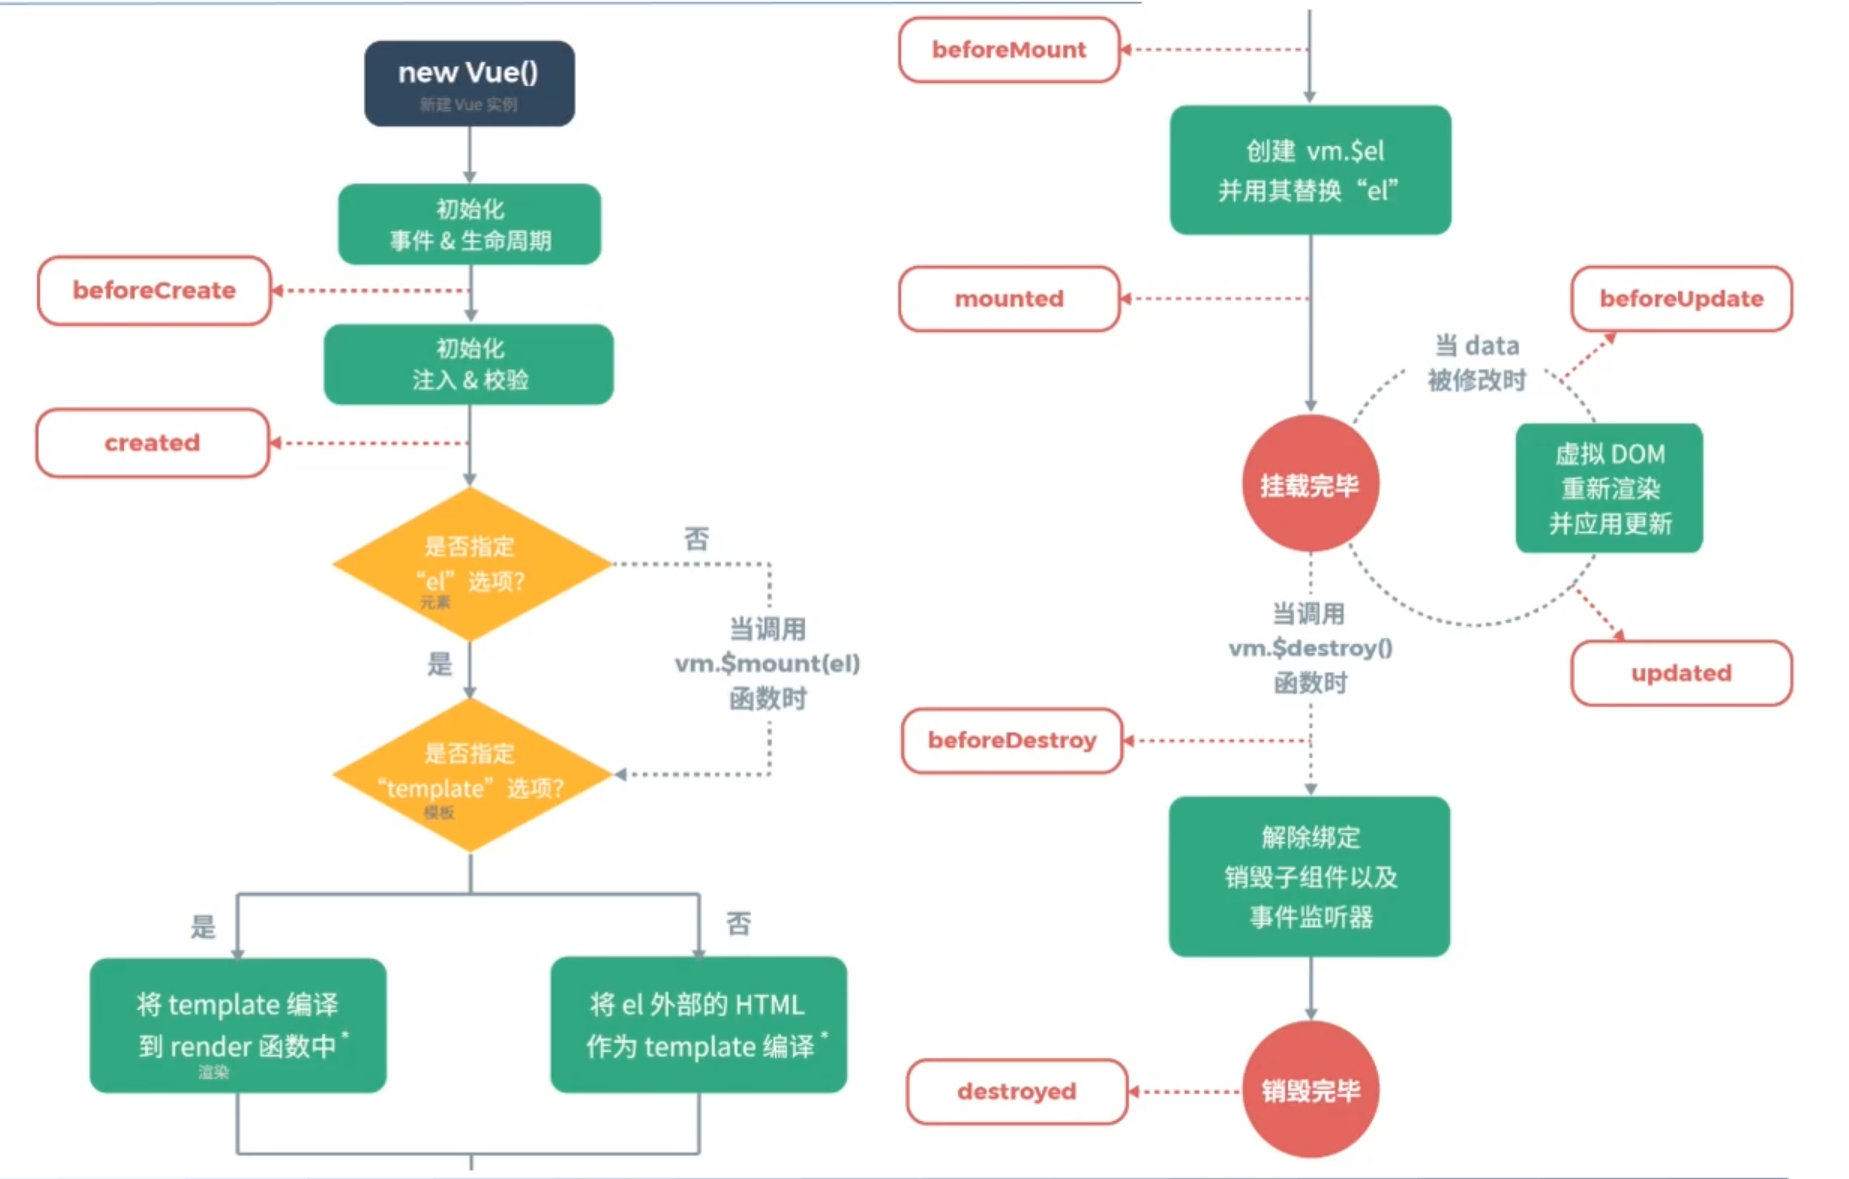 new Vue()
新建 Vue 实例
初始化
事件 & 生命周期
beforeCreate
初始化
注入 & 校验
created
是否指定
“el” 选项?
元素
否
当调用
vm.$mount(el)
函数时
是
是否指定
“template” 选项?
模板
是
否
将 template 编译
到 render 函数中*
渲染
将 el 外部的 HTML
作为 template 编译*
beforeMount
创建 vm.$el
并用其替换 “el”
mounted
beforeUpdate
当 data
被修改时
挂载完毕
虚拟 DOM
重新渲染
并应用更新
updated
当调用
vm.$destroy()
函数时
beforeDestroy
解除绑定
销毁子组件以及
事件监听器
destroyed
销毁完毕